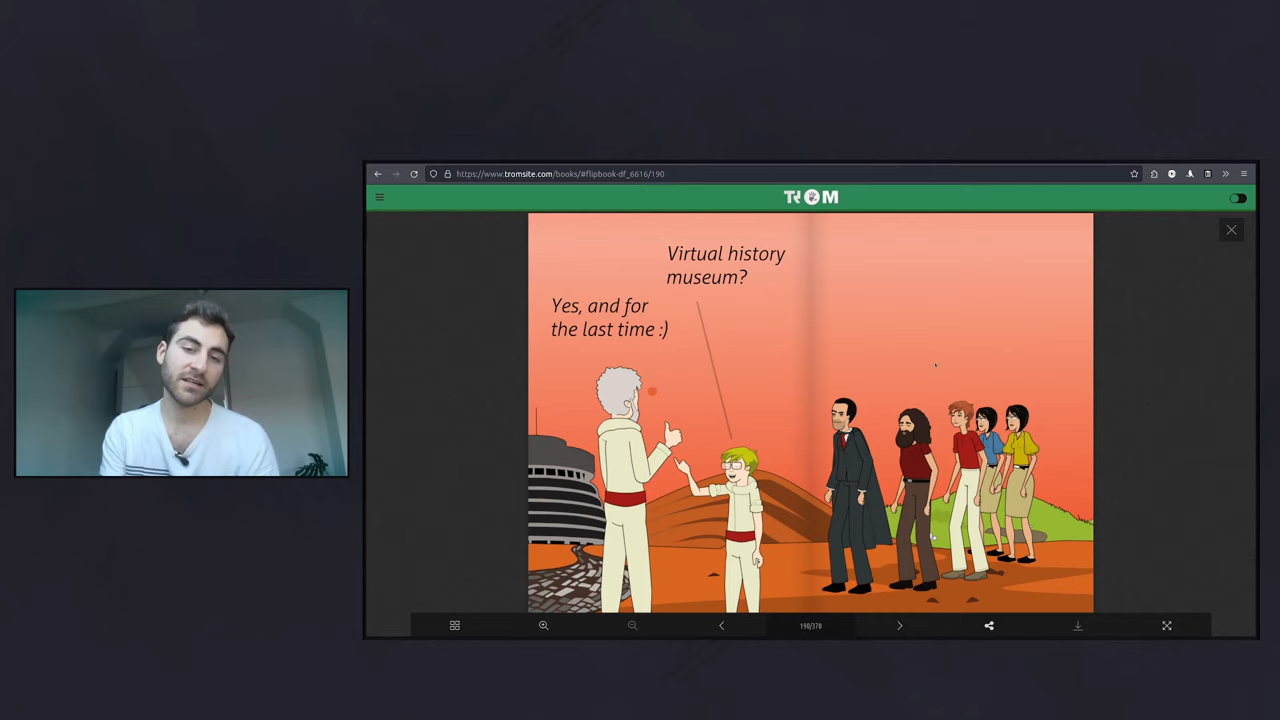 https://www.tromsite.com/books/#flipbook-df_6616/190
TROM
Virtual history
museum?
Yes, and for
the last time :)
190/370